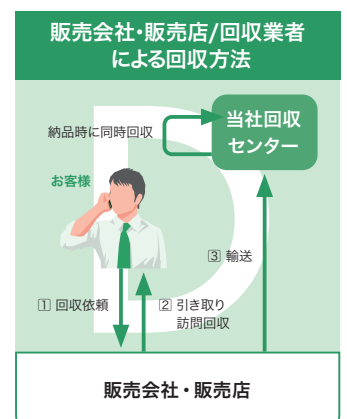 販売会社・販売店/回収業者
による回収方法
当社回収
センター
納品時に同時回収
お客様
③ 輸送
① 回収依頼
② 引き取り
訪問回収
販売会社・販売店
D